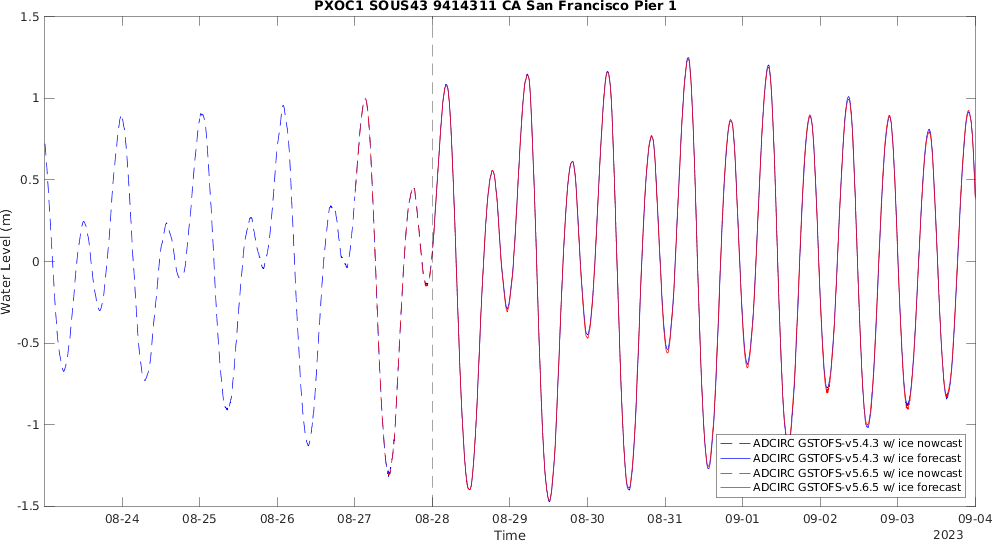 PXOC1 SOUS43 9414311 CA San Francisco Pier 1
1.5
1
0.5
0
-0.5
-1
-1.5
Water Level (m)
08-24 08-25 08-26 08-27 08-28 08-29 08-30 08-31 09-01 09-02 09-03 09-04
Time
2023
ADCIRC GSTOFS-v5.4.3 w/ ice nowcast
ADCIRC GSTOFS-v5.4.3 w/ ice forecast
ADCIRC GSTOFS-v5.6.5 w/ ice nowcast
ADCIRC GSTOFS-v5.6.5 w/ ice forecast